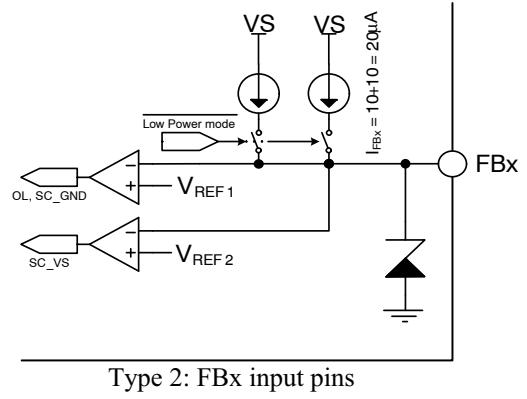 VS VS
I_FBx = 10+10 = 20µA
Low Power mode
FBx
−
+
V_REF1
OL, SC_GND
−
+
V_REF2
SC_VS
Type 2: FBx input pins